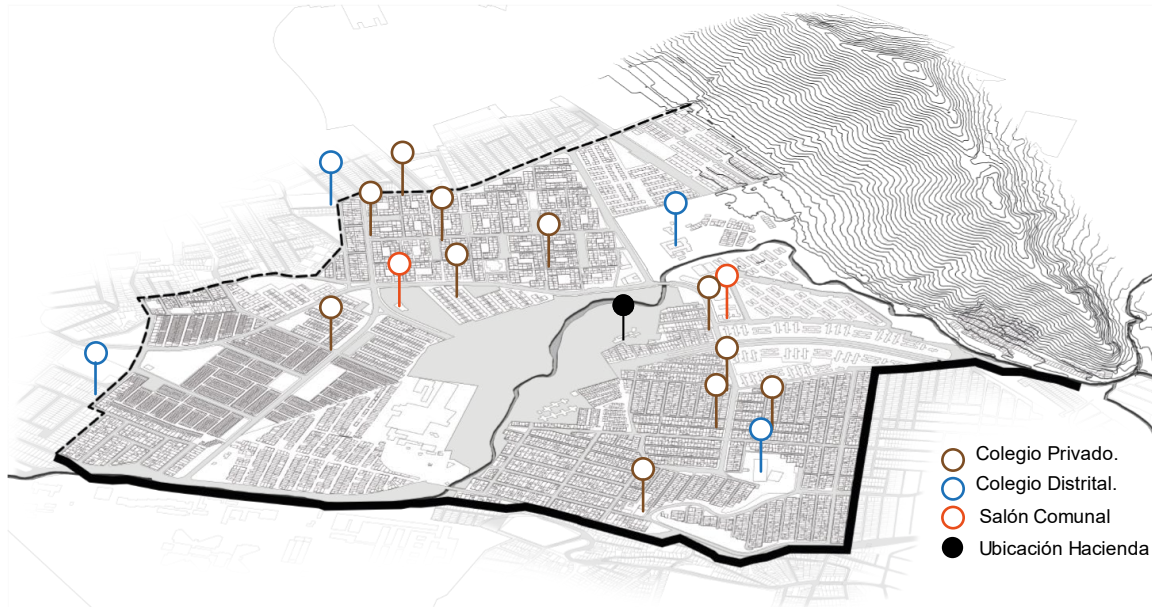 Colegio Privado.
Colegio Distrital.
Salón Comunal
Ubicación Hacienda